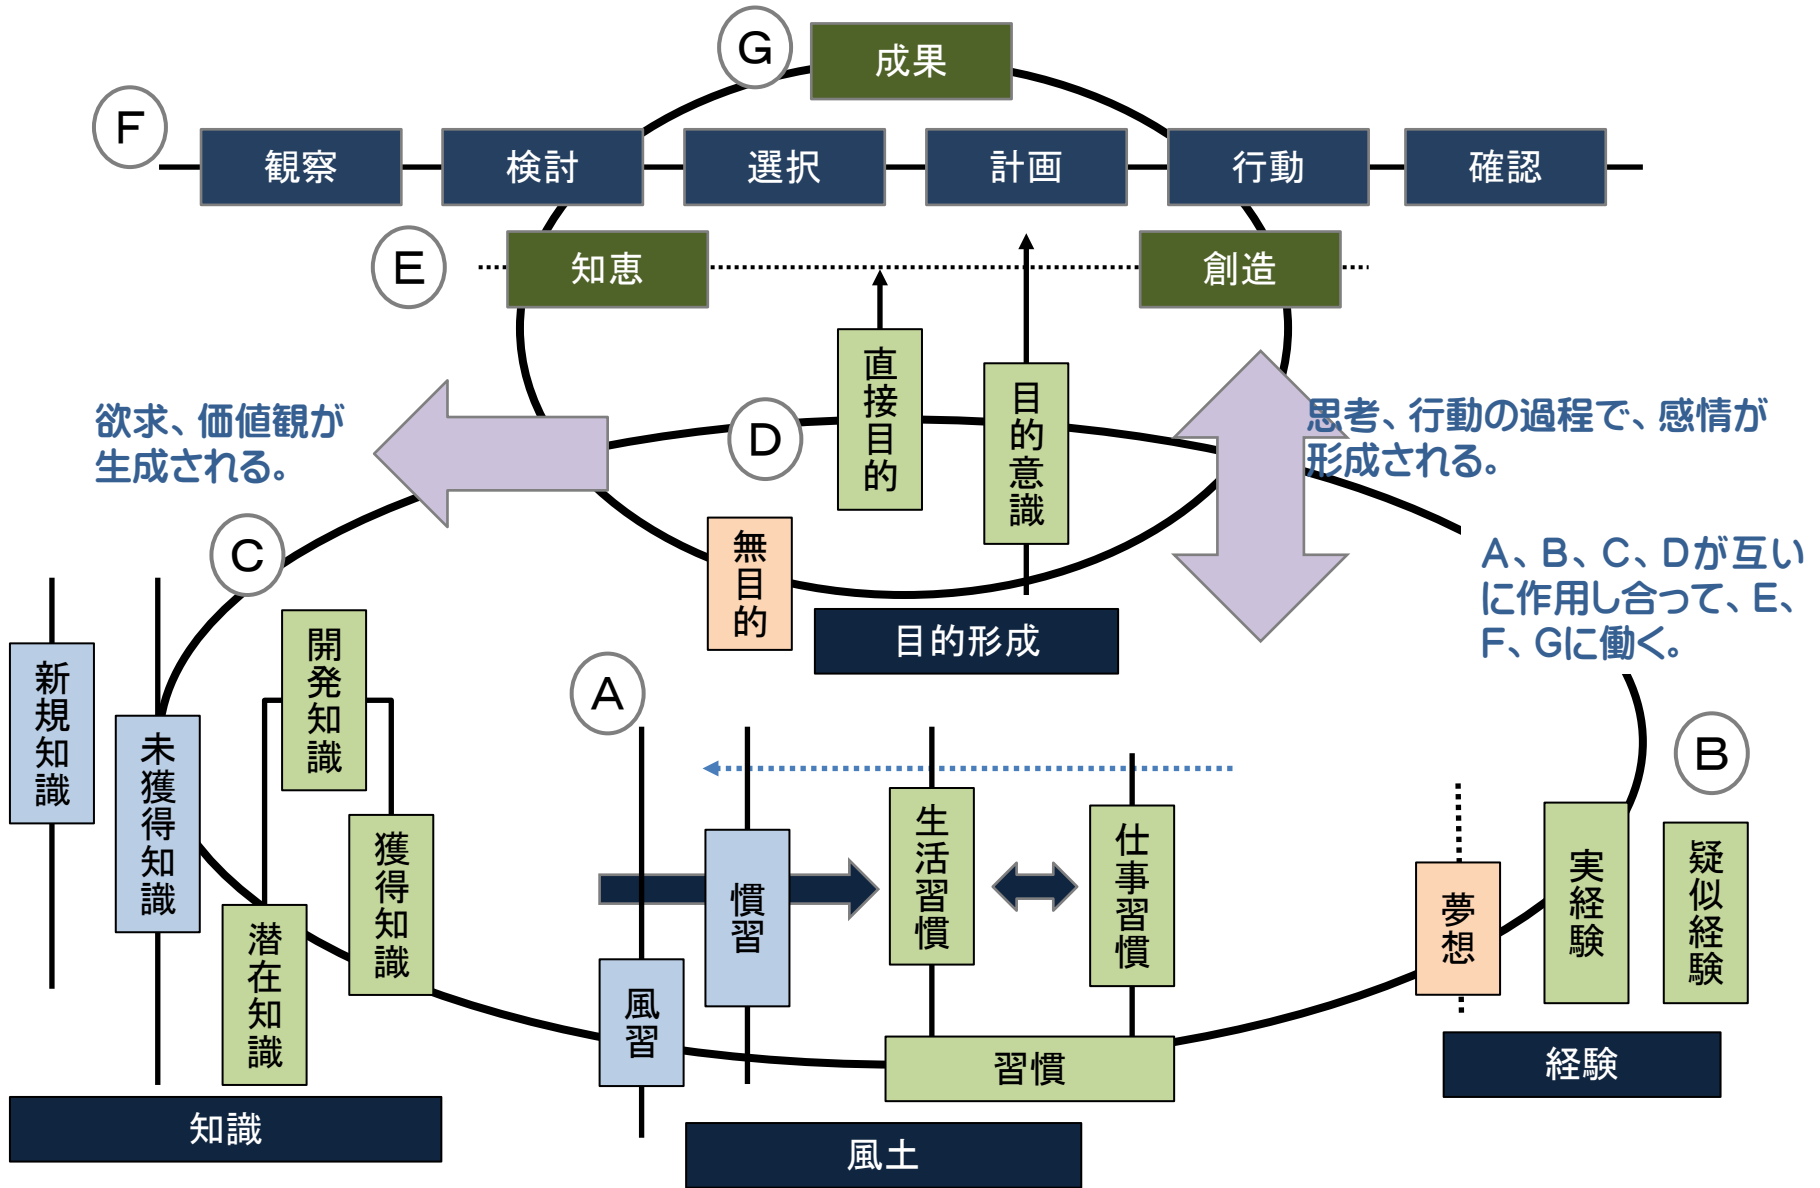 G
成果
F
観察
検討
選択
計画
行動
確認
E
知恵
創造
直接目的
目的意識
欲求、価値観が
生成される。
D
思考、行動の過程で、感情が
形成される。
無目的
目的形成
A、B、C、Dが互い
に作用し合って、E、
F、Gに働く。
C
新規知識
未獲得知識
開発知識
潜在知識
獲得知識
知識
A
風習
慣習
生活習慣
仕事習慣
習慣
風土
B
夢想
実経験
疑似経験
経験